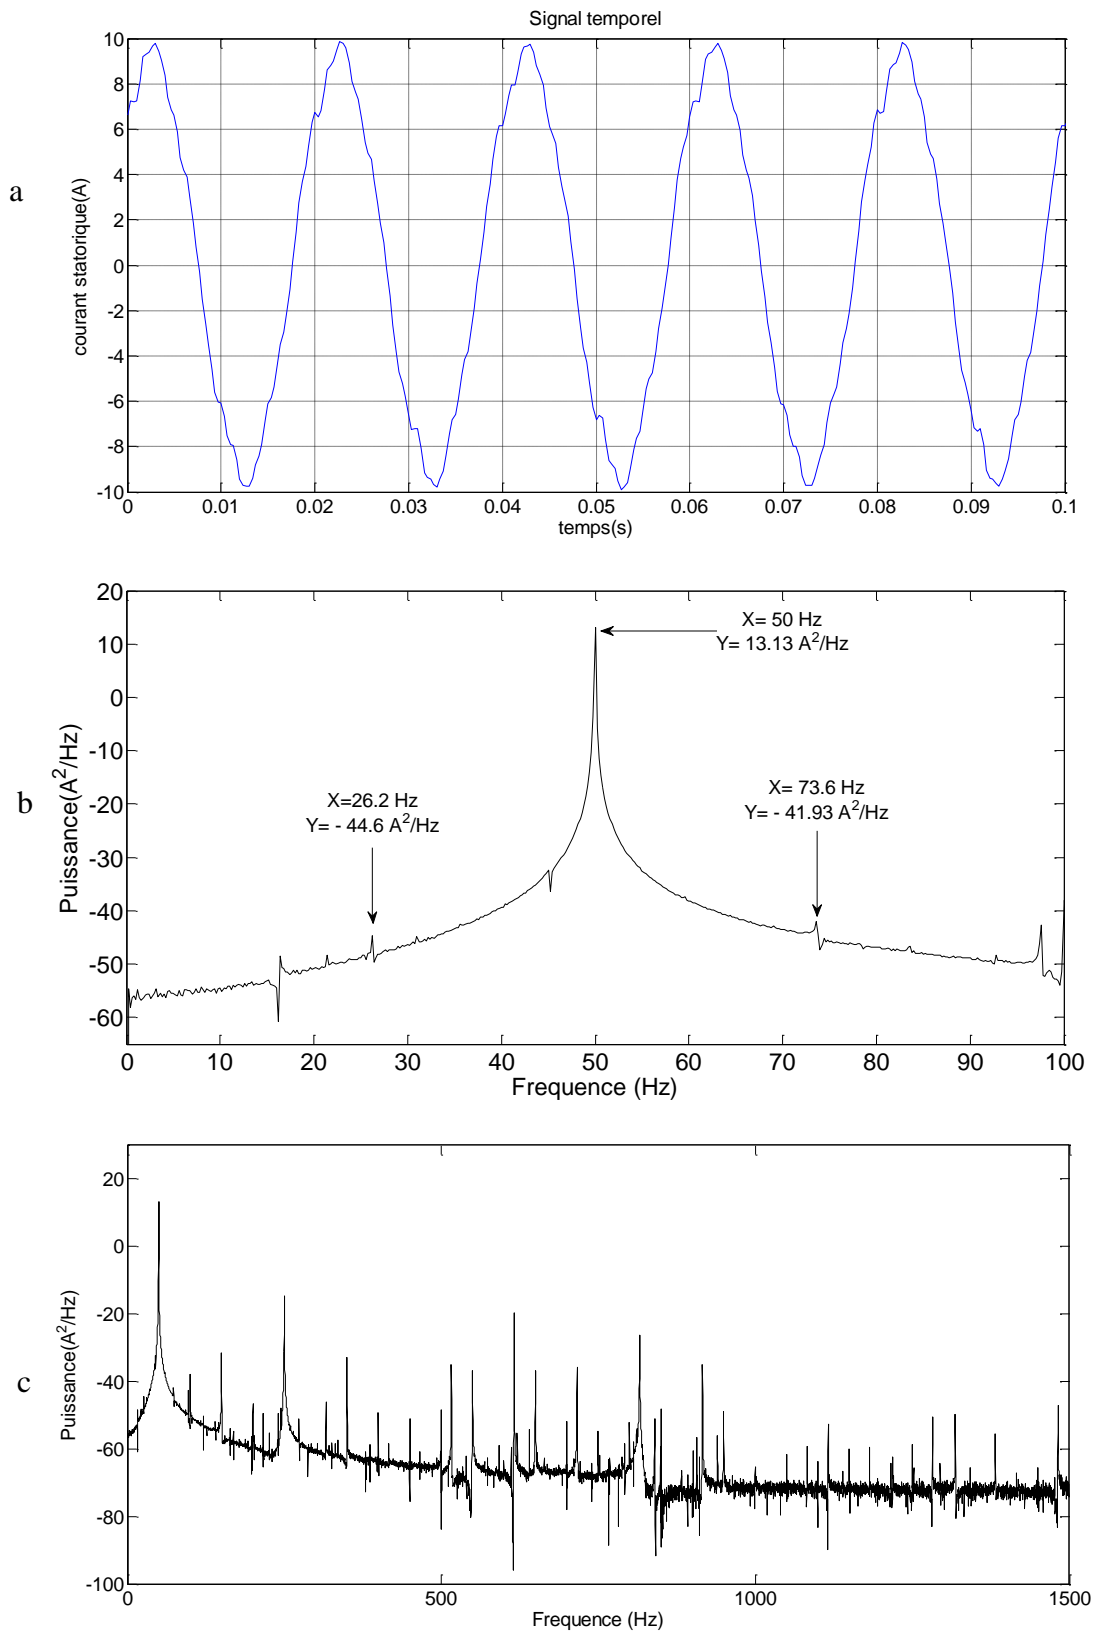 Signal temporel
a
courant statorique(A)
10
8
6
4
2
0
-2
-4
-6
-8
-10
0 0.01 0.02 0.03 0.04 0.05 0.06 0.07 0.08 0.09 0.1
temps(s)
b
Puissance(A²/Hz)
20
10
0
-10
-20
-30
-40
-50
-60
X= 50 Hz
Y= 13.13 A²/Hz
X=26.2 Hz
Y= - 44.6 A²/Hz
X= 73.6 Hz
Y= - 41.93 A²/Hz
0 10 20 30 40 50 60 70 80 90 100
Frequence (Hz)
c
Puissance(A²/Hz)
20
0
-20
-40
-60
-80
-100
0 500 1000 1500
Frequence (Hz)